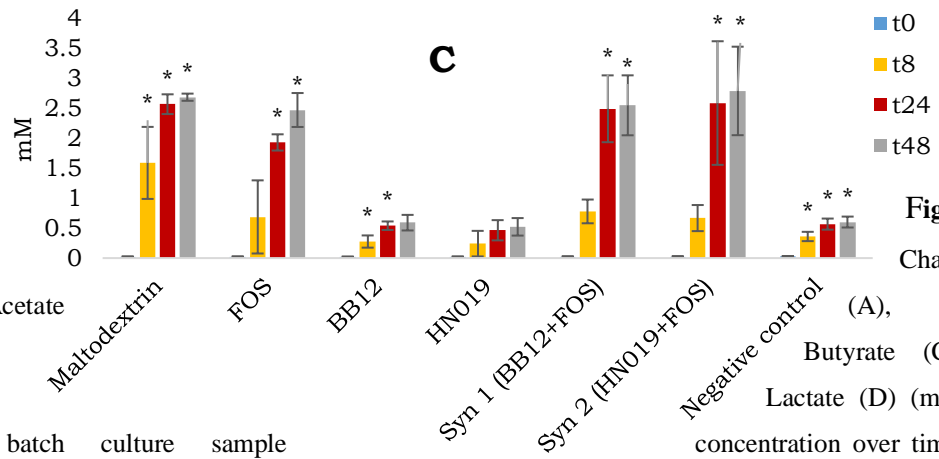 4
3.5
3
2.5
2
1.5
1
0.5
0
mM
C
* * *
* *
* *
* *
* *
* * *
t0
t8
t24
t48
Maltodextrin
FOS
BB12
HN019
Syn 1 (BB12+FOS)
Syn 2 (HN019+FOS)
Negative control
Fig
Cha
cetate (A),
Butyrate (C
Lactate (D) (m
batch culture sample concentration over tim